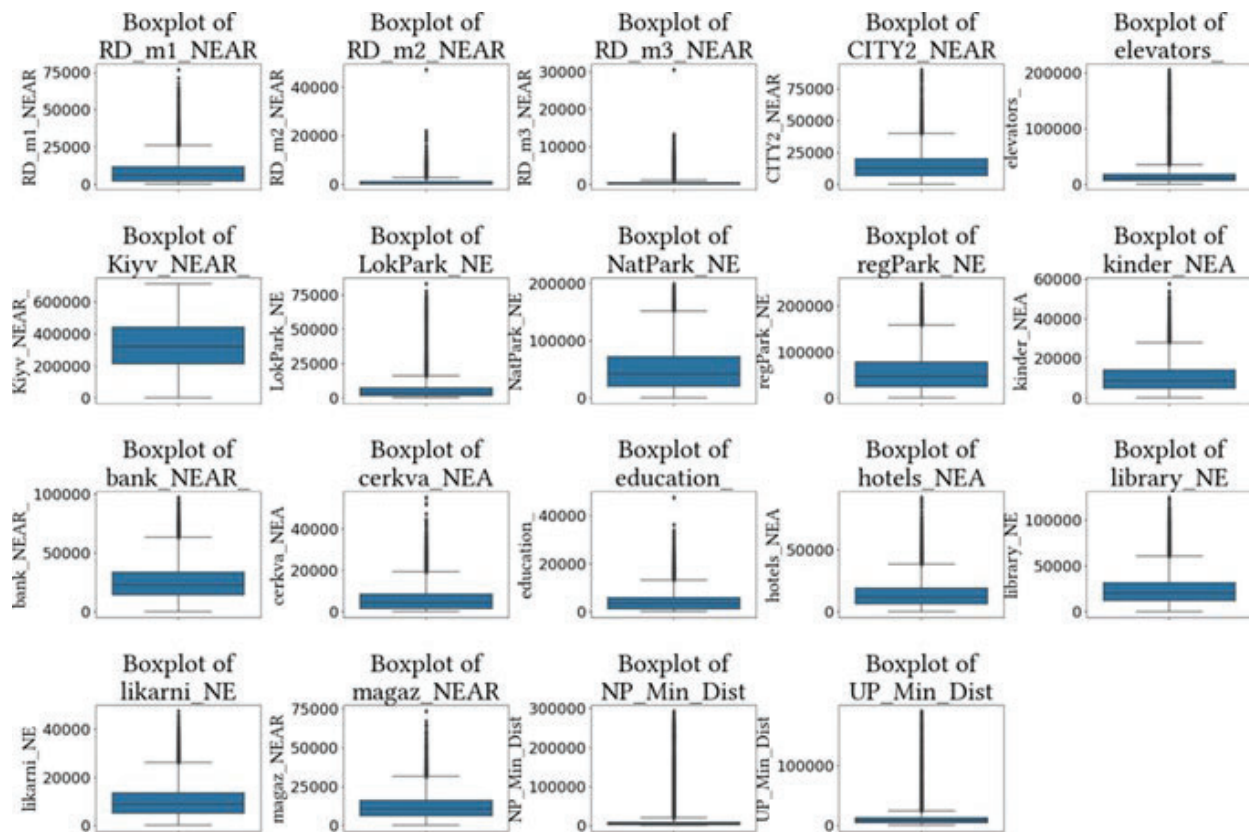 Boxplot of
RD_m1_NEAR
Boxplot of
RD_m2_NEAR
Boxplot of
RD_m3_NEAR
Boxplot of
CITY2_NEAR
Boxplot of
elevators_
RD_m1_NEAR
75000
50000
25000
0
RD_m2_NEAR
40000
20000
0
RD_m3_NEAR
30000
20000
10000
0
CITY2_NEAR
75000
50000
25000
0
elevators_
200000
100000
0
Boxplot of
Kiyv_NEAR_
Boxplot of
LokPark_NE
Boxplot of
NatPark_NE
Boxplot of
regPark_NE
Boxplot of
kinder_NEA
Kiyv_NEAR_
600000
400000
200000
0
LokPark_NE
75000
50000
25000
0
NatPark_NE
200000
100000
0
regPark_NE
200000
100000
0
kinder_NEA
60000
40000
20000
0
Boxplot of
bank_NEAR_
Boxplot of
cerkva_NEA
Boxplot of
education_
Boxplot of
hotels_NEA
Boxplot of
library_NE
bank_NEAR_
100000
50000
0
cerkva_NEA
40000
20000
0
education_
40000
20000
0
hotels_NEA
50000
0
library_NE
100000
50000
0
Boxplot of
likarni_NE
Boxplot of
magaz_NEAR
Boxplot of
NP_Min_Dist
Boxplot of
UP_Min_Dist
likarni_NE
40000
20000
0
magaz_NEAR
75000
50000
25000
0
NP_Min_Dist
300000
200000
100000
0
UP_Min_Dist
100000
0